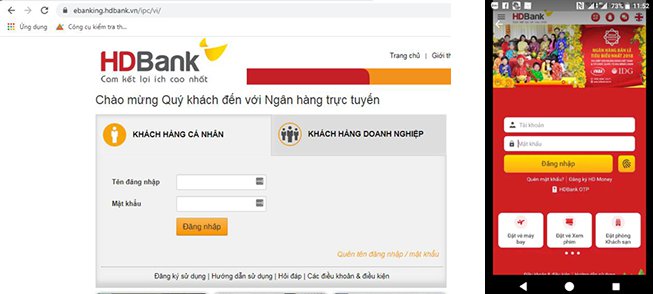 ebanking.hdbank.vn/ipc/vi/
Ứng dụng
Công cụ kiểm tra th...
HDBank
Cam kết lợi ích cao nhất
Trang chủ | Giới th
Chào mừng Quý khách đến với Ngân hàng trực tuyến
KHÁCH HÀNG CÁ NHÂN
KHÁCH HÀNG DOANH NGHIỆP
Tên đăng nhập
Mật khẩu
Đăng nhập
Quên tên đăng nhập / mật khẩu
Đăng ký sử dụng | Hướng dẫn sử dụng | Hỏi đáp | Các điều khoản & điều kiện
11:52
HDBank
NGÂN HÀNG BÁN LẺ
TIÊU BIỂU NHẤT 2018
IDG
Tài khoản
Mật khẩu
Đăng nhập
Quên mật khẩu? | Đăng ký HD Money
HDBank OTP
Đặt vé máy bay
Đặt vé Xem phim
Đặt phòng Khách sạn